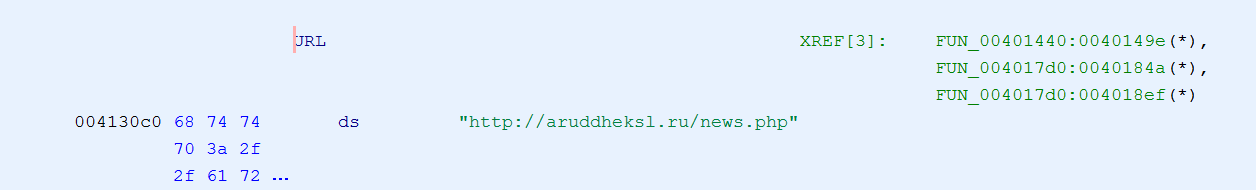 URL XREF[3]: FUN_00401440:0040149e(*),
FUN_004017d0:0040184a(*),
FUN_004017d0:004018ef(*)
004130c0 68 74 74 ds "http://aruddheksl.ru/news.php"
70 3a 2f
2f 61 72 ...